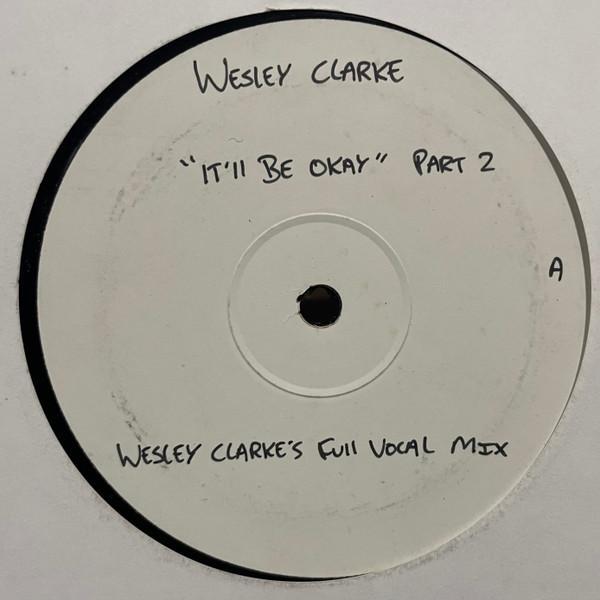 WESLEY CLARKE
"IT'll BE OKAY" PART 2
A
WESLEY CLARKE'S Full VOCAL MIX